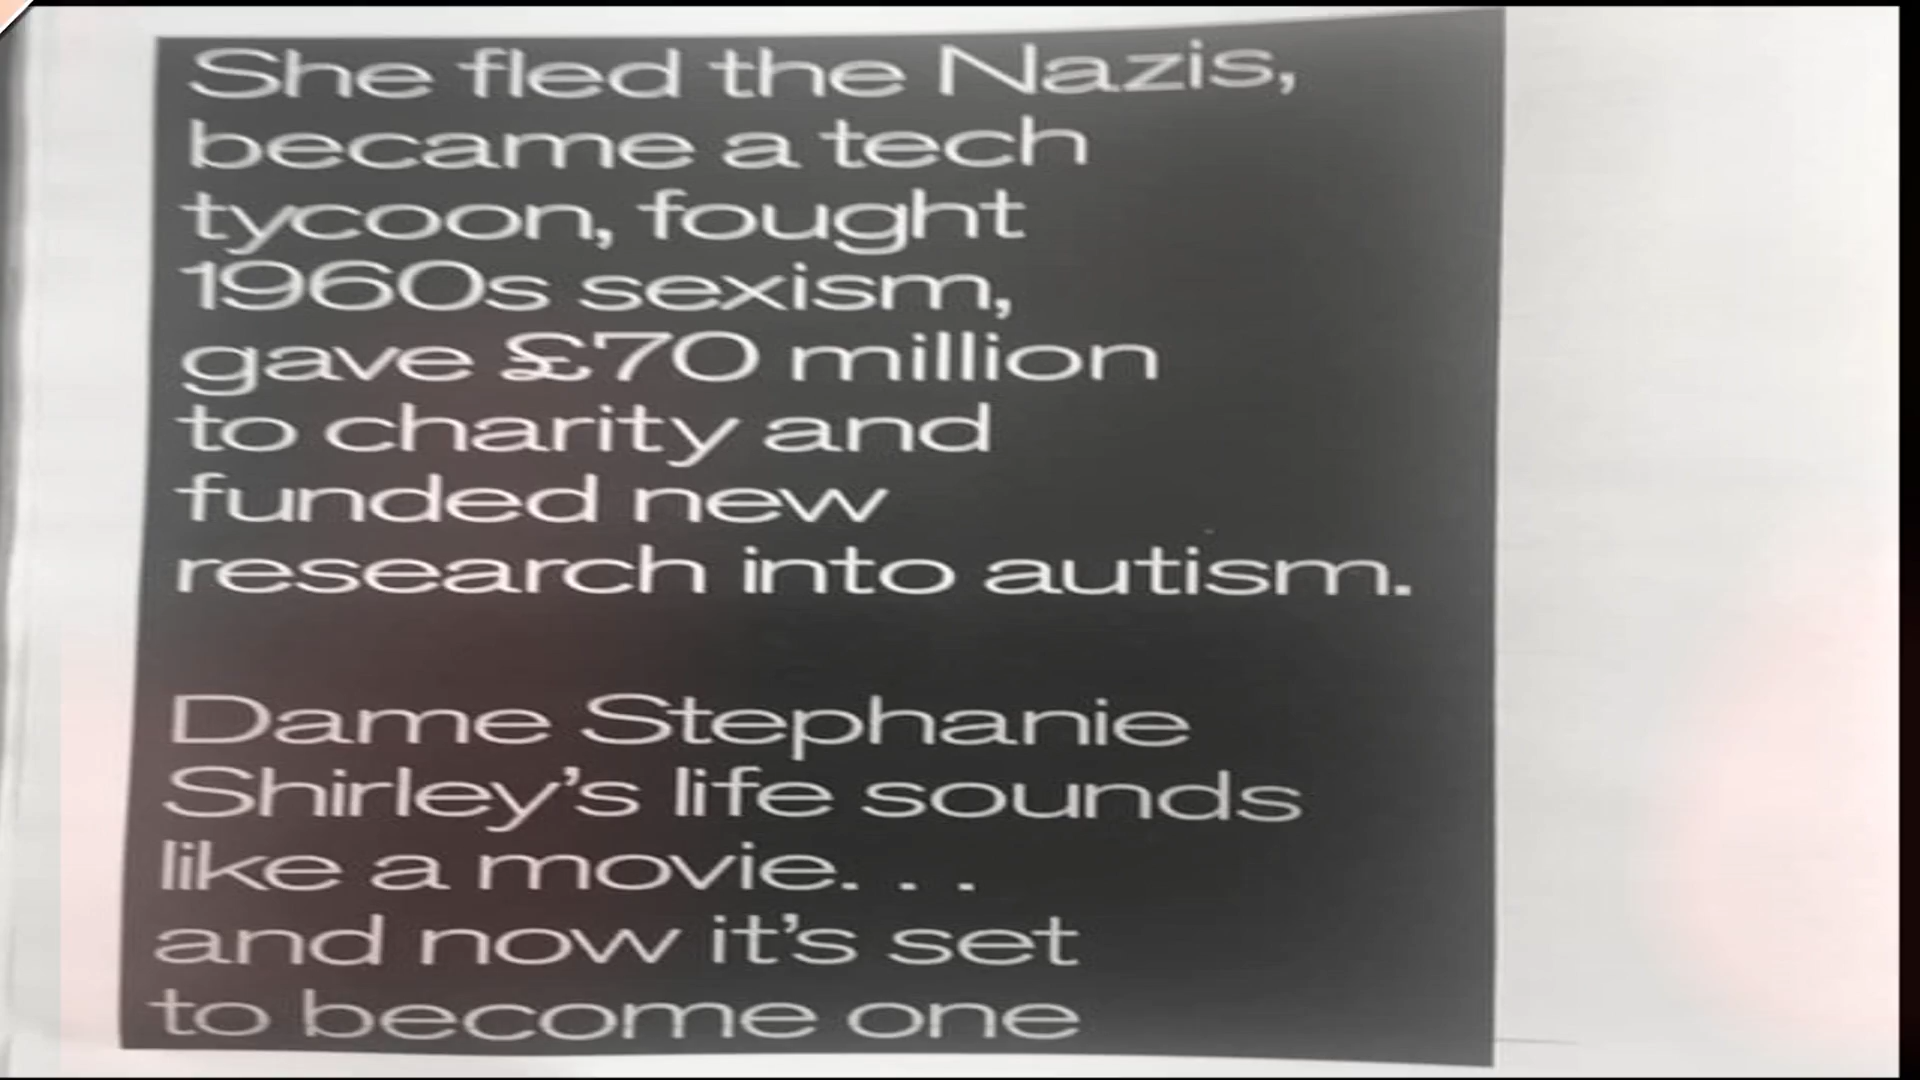 She fled the Nazis,
became a tech
tycoon, fought
1960s sexism,
gave £70 million
to charity and
funded new
research into autism.
Dame Stephanie
Shirley’s life sounds
like a movie. . .
and now it’s set
to become one